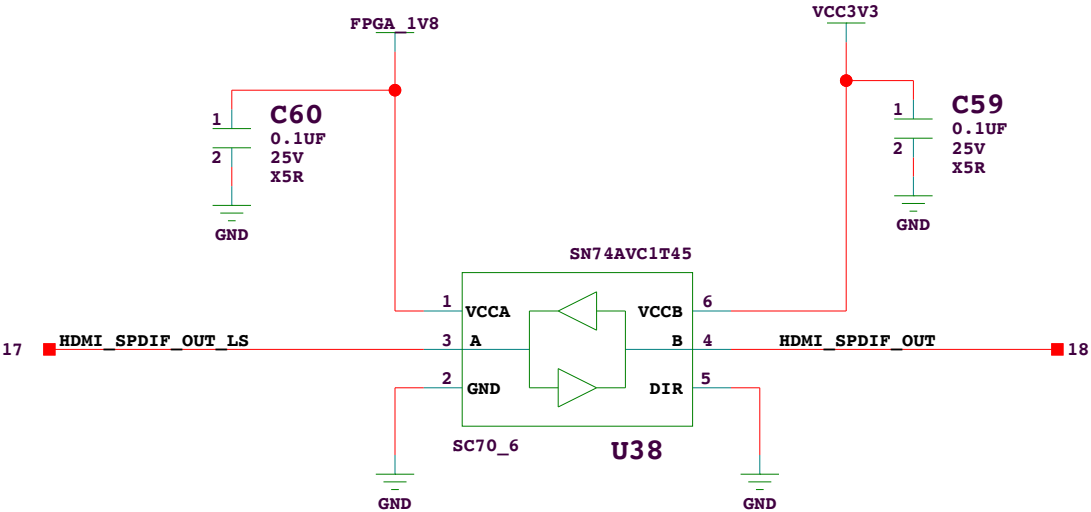 FPGA_1V8
VCC3V3
1
C60
0.1UF
2
25V
X5R
GND
1
C59
0.1UF
2
25V
X5R
GND
SN74AVC1T45
1
VCCA
VCCB
6
17
HDMI_SPDIF_OUT_LS
3
A
B
4
HDMI_SPDIF_OUT
18
2
GND
DIR
5
SC70_6
U38
GND
GND